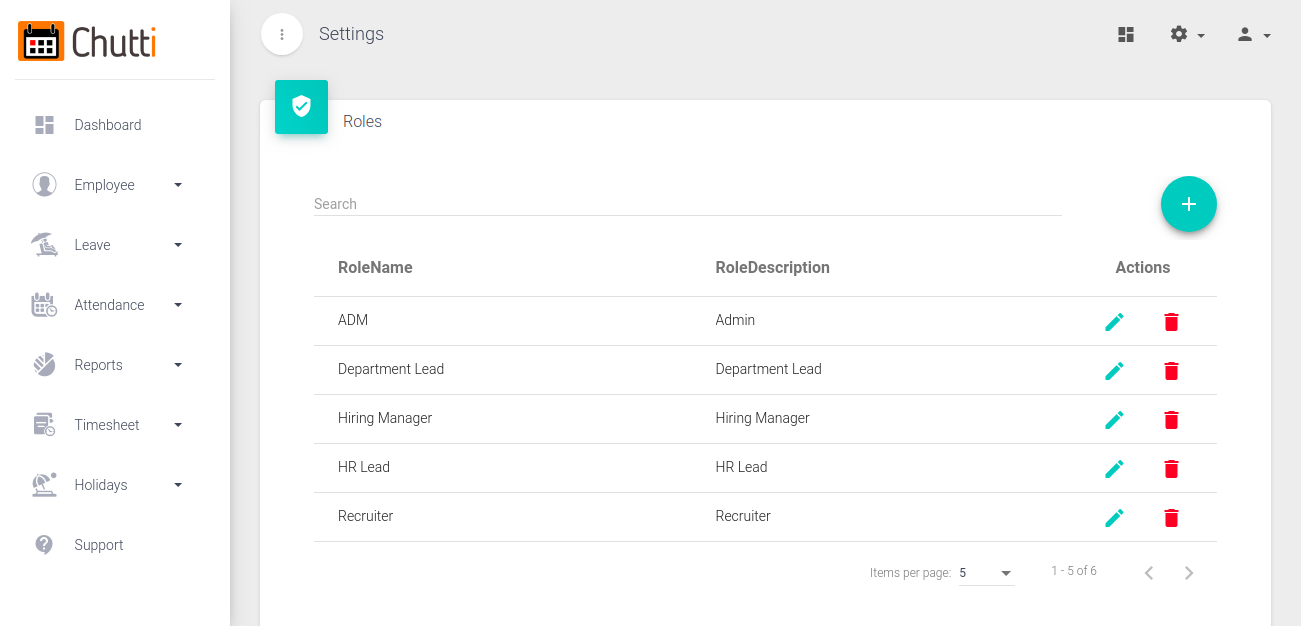 Chutti
Settings
Dashboard
Employee
Leave
Attendance
Reports
Timesheet
Holidays
Support
Roles
Search
RoleName RoleDescription Actions
ADM Admin
Department Lead Department Lead
Hiring Manager Hiring Manager
HR Lead HR Lead
Recruiter Recruiter
Items per page: 5 1 - 5 of 6